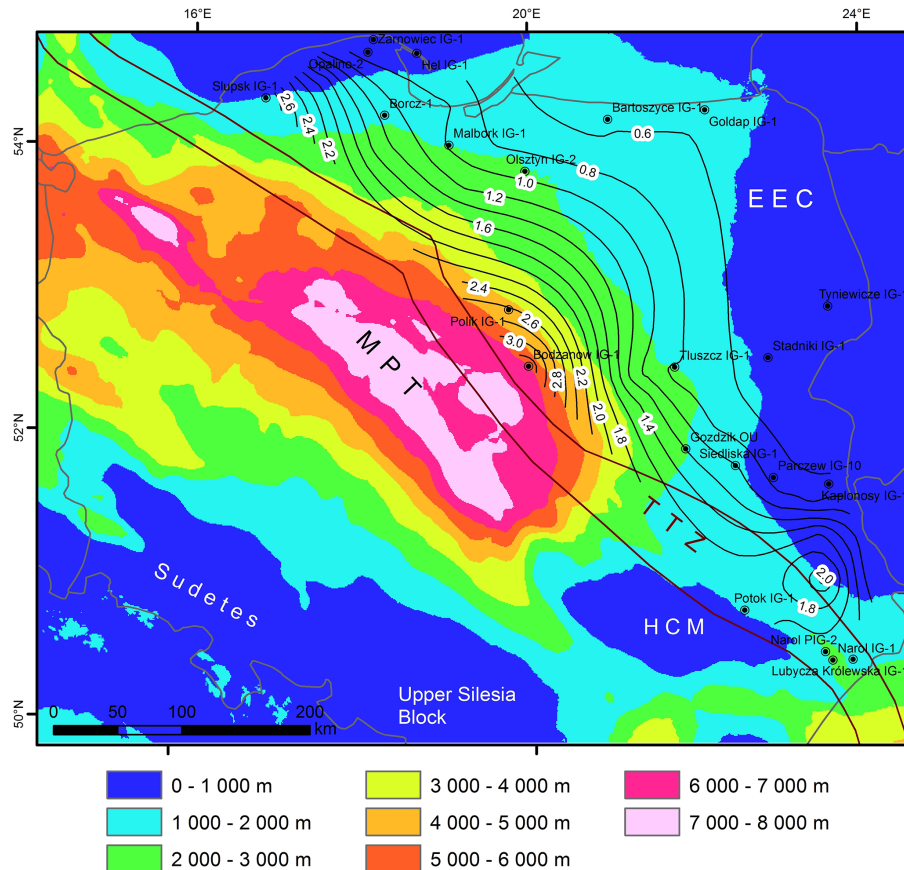 16°E
20°E
24°E
54°N
52°N
50°N
Żarnowiec IG-1
Opalino-2
Hel IG-1
Slupsk IG-1
Borcz-1
Bartoszyce IG-1
Goldap IG-1
Malbork IG-1
Olsztyn IG-2
2.6
2.4
2.2
0.6
0.8
1.0
1.2
1.6
EEC
2.4
Tyniewicze IG-1
Polik IG-1
2.6
3.0
MPT
Bodzanow IG-1
Tluszcz IG-1
Stadniki IG-1
2.8
2.2
2.0
1.8
1.4
Gozdzik OU
Siedliska IG-1
Parczew IG-10
Kaplonosy IG-1
TTZ
2.0
1.8
Sudetes
Potok IG-1
HCM
Narol PIG-2
Narol IG-1
Lubycza Królewska IG-1
Upper Silesia
Block
0 50 100 200
km
0 - 1 000 m
1 000 - 2 000 m
2 000 - 3 000 m
3 000 - 4 000 m
4 000 - 5 000 m
5 000 - 6 000 m
6 000 - 7 000 m
7 000 - 8 000 m